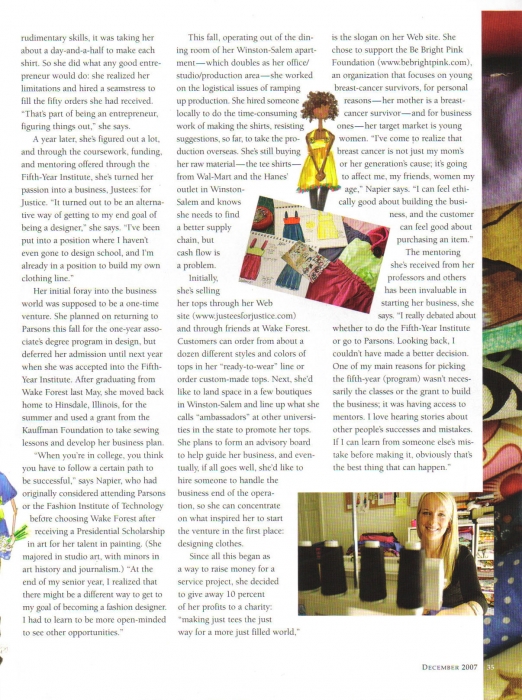 rudimentary skills, it was taking her
about a day-and-a-half to make each
shirt. So she did what any good entre-
preneur would do: she realized her
limitations and hired a seamstress to
fill the fifty orders she had received.
"That's part of being an entrepreneur,
figuring things out," she says.
A year later, she's figured out a lot,
and through the coursework, funding,
and mentoring offered through the
Fifth-Year Institute, she's turned her
passion into a business, Justees: for
Justice. "It turned out to be an alterna-
tive way of getting to my end goal of
being a designer," she says. "I've been
put into a position where I haven't
even gone to design school, and I'm
already in a position to build my own
clothing line."
Her initial foray into the business
world was supposed to be a one-time
venture. She planned on returning to
Parsons this fall for the one-year asso-
ciate's degree program in design, but
deferred her admission until next year
when she was accepted into the Fifth-
Year Institute. After graduating from
Wake Forest last May, she moved back
home to Hinsdale, Illinois, for the
summer and used a grant from the
Kauffman Foundation to take sewing
lessons and develop her business plan.
"When you're in college, you think
you have to follow a certain path to
be successful," says Napier, who had
originally considered attending Parsons
or the Fashion Institute of Technology
before choosing Wake Forest after
receiving a Presidential Scholarship
in art for her talent in painting. (She
majored in studio art, with minors in
art history and journalism.) "At the
end of my senior year, I realized that
there might be a different way to get to
my goal of becoming a fashion designer.
I had to learn to be more open-minded
to see other opportunities."
This fall, operating out of the din-
ing room of her Winston-Salem apart-
ment—which doubles as her office/
studio/production area—she worked
on the logistical issues of ramping
up production. She hired someone
locally to do the time-consuming
work of making the shirts, resisting
suggestions, so far, to take the pro-
duction overseas. She's still buying
her raw material—the tee shirts—
from Wal-Mart and the Hanes'
outlet in Winston-
Salem and knows
she needs to find
a better supply
chain, but
cash flow is
a problem.
Initially,
she's selling
her tops through her Web
site (www.justeesforjustice.com)
and through friends at Wake Forest.
Customers can order from about a
dozen different styles and colors of
tops in her "ready-to-wear" line or
order custom-made tops. Next, she'd
like to land space in a few boutiques
in Winston-Salem and line up what she
calls "ambassadors" at other universi-
ties in the state to promote her tops.
She plans to form an advisory board
to help guide her business, and even-
tually, if all goes well, she'd like to
hire someone to handle the
business end of the opera-
tion, so she can concentrate
on what inspired her to start
the venture in the first place:
designing clothes.
Since all this began as
a way to raise money for a
service project, she decided
to give away 10 percent
of her profits to a charity:
"making just tees the just
way for a more just filled world,"
is the slogan on her Web site. She
chose to support the Be Bright Pink
Foundation (www.bebrightpink.com),
an organization that focuses on young
breast-cancer survivors, for personal
reasons—her mother is a breast-
cancer survivor—and for business
ones—her target market is young
women. "I've come to realize that
breast cancer is not just my mom's
or her generation's cause; it's going
to affect me, my friends, women my
age," Napier says. "I can feel ethi-
cally good about building the busi-
ness, and the customer
can feel good about
purchasing an item."
The mentoring
she's received from her
professors and others
has been invaluable in
starting her business, she
says. "I really debated about
whether to do the Fifth-Year Institute
or go to Parsons. Looking back, I
couldn't have made a better decision.
One of my main reasons for picking
the fifth-year (program) wasn't neces-
sarily the classes or the grant to build
the business; it was having access to
mentors. I love hearing stories about
other people's successes and mistakes.
If I can learn from someone else's mis-
take before making it, obviously that's
the best thing that can happen."
DECEMBER 2007 35